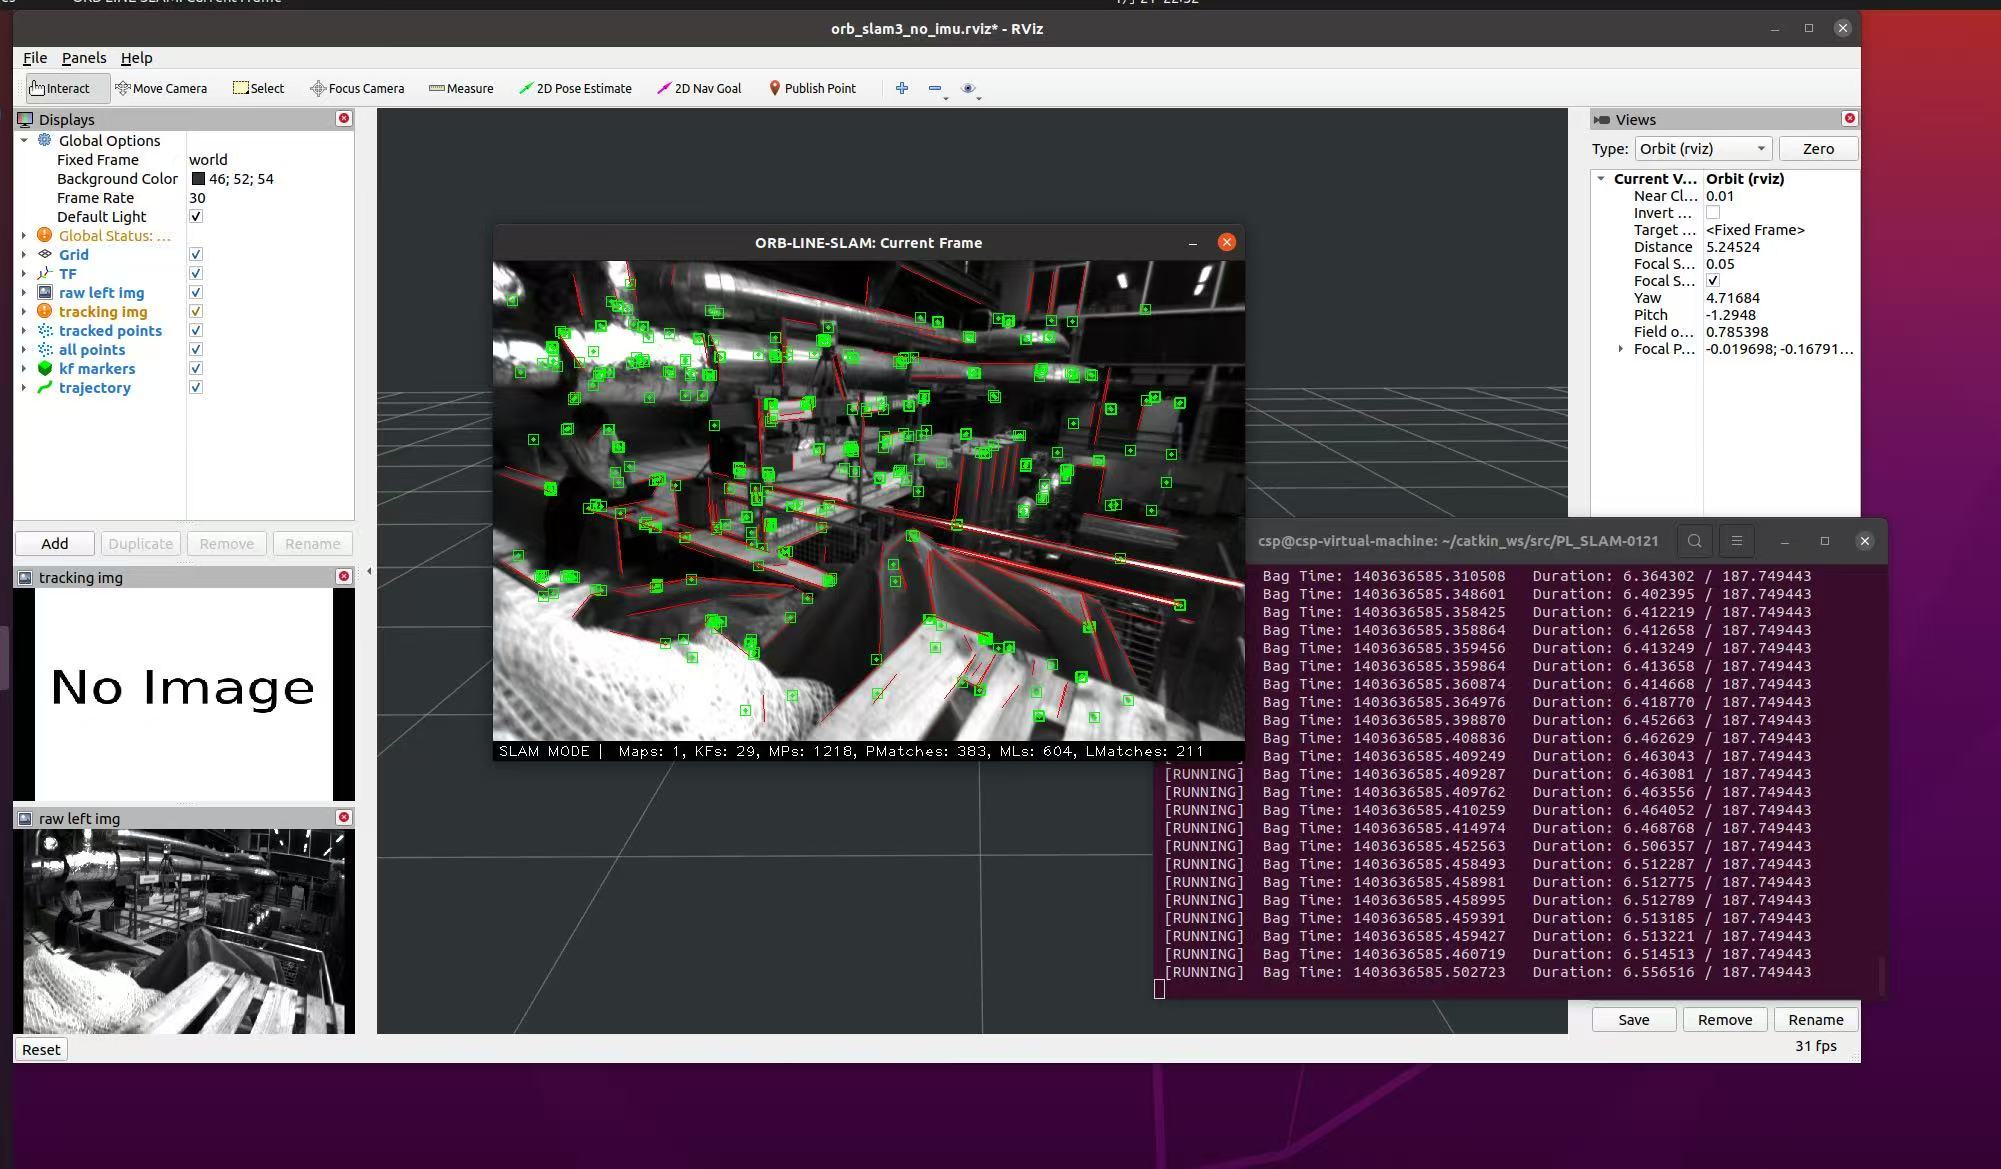 orb_slam3_no_imu.rviz* - RViz
File Panels Help
Interact Move Camera Select Focus Camera Measure 2D Pose Estimate 2D Nav Goal Publish Point
Displays
Global Options
Fixed Frame world
Background Color 46; 52; 54
Frame Rate 30
Default Light
Global Status: ...
Grid
TF
raw left img
tracking img
tracked points
all points
kf markers
trajectory
Add Duplicate Remove Rename
tracking img
No Image
raw left img
Reset
ORB-LINE-SLAM: Current Frame
SLAM MODE | Maps: 1, KFs: 29, MPs: 1218, PMatches: 383, MLs: 604, LMatches: 211
Views
Type: Orbit (rviz) Zero
Current V... Orbit (rviz)
Near Cl... 0.01
Invert ...
Target ... <Fixed Frame>
Distance 5.24524
Focal S... 0.05
Focal S...
Yaw 4.71684
Pitch -1.2948
Field o... 0.785398
Focal P... -0.019698; -0.16791...
csp@csp-virtual-machine: ~/catkin_ws/src/PL_SLAM-0121
Bag Time: 1403636585.310508 Duration: 6.364302 / 187.749443
Bag Time: 1403636585.348601 Duration: 6.402395 / 187.749443
Bag Time: 1403636585.358425 Duration: 6.412219 / 187.749443
Bag Time: 1403636585.358864 Duration: 6.412658 / 187.749443
Bag Time: 1403636585.359456 Duration: 6.413249 / 187.749443
Bag Time: 1403636585.359864 Duration: 6.413658 / 187.749443
Bag Time: 1403636585.360874 Duration: 6.414668 / 187.749443
Bag Time: 1403636585.364976 Duration: 6.418770 / 187.749443
Bag Time: 1403636585.398870 Duration: 6.452663 / 187.749443
Bag Time: 1403636585.408836 Duration: 6.462629 / 187.749443
Bag Time: 1403636585.409249 Duration: 6.463043 / 187.749443
[RUNNING] Bag Time: 1403636585.409287 Duration: 6.463081 / 187.749443
[RUNNING] Bag Time: 1403636585.409762 Duration: 6.463556 / 187.749443
[RUNNING] Bag Time: 1403636585.410259 Duration: 6.464052 / 187.749443
[RUNNING] Bag Time: 1403636585.414974 Duration: 6.468768 / 187.749443
[RUNNING] Bag Time: 1403636585.452563 Duration: 6.506357 / 187.749443
[RUNNING] Bag Time: 1403636585.458493 Duration: 6.512287 / 187.749443
[RUNNING] Bag Time: 1403636585.458981 Duration: 6.512775 / 187.749443
[RUNNING] Bag Time: 1403636585.458995 Duration: 6.512789 / 187.749443
[RUNNING] Bag Time: 1403636585.459391 Duration: 6.513185 / 187.749443
[RUNNING] Bag Time: 1403636585.459427 Duration: 6.513221 / 187.749443
[RUNNING] Bag Time: 1403636585.460719 Duration: 6.514513 / 187.749443
[RUNNING] Bag Time: 1403636585.502723 Duration: 6.556516 / 187.749443
Save Remove Rename
31 fps